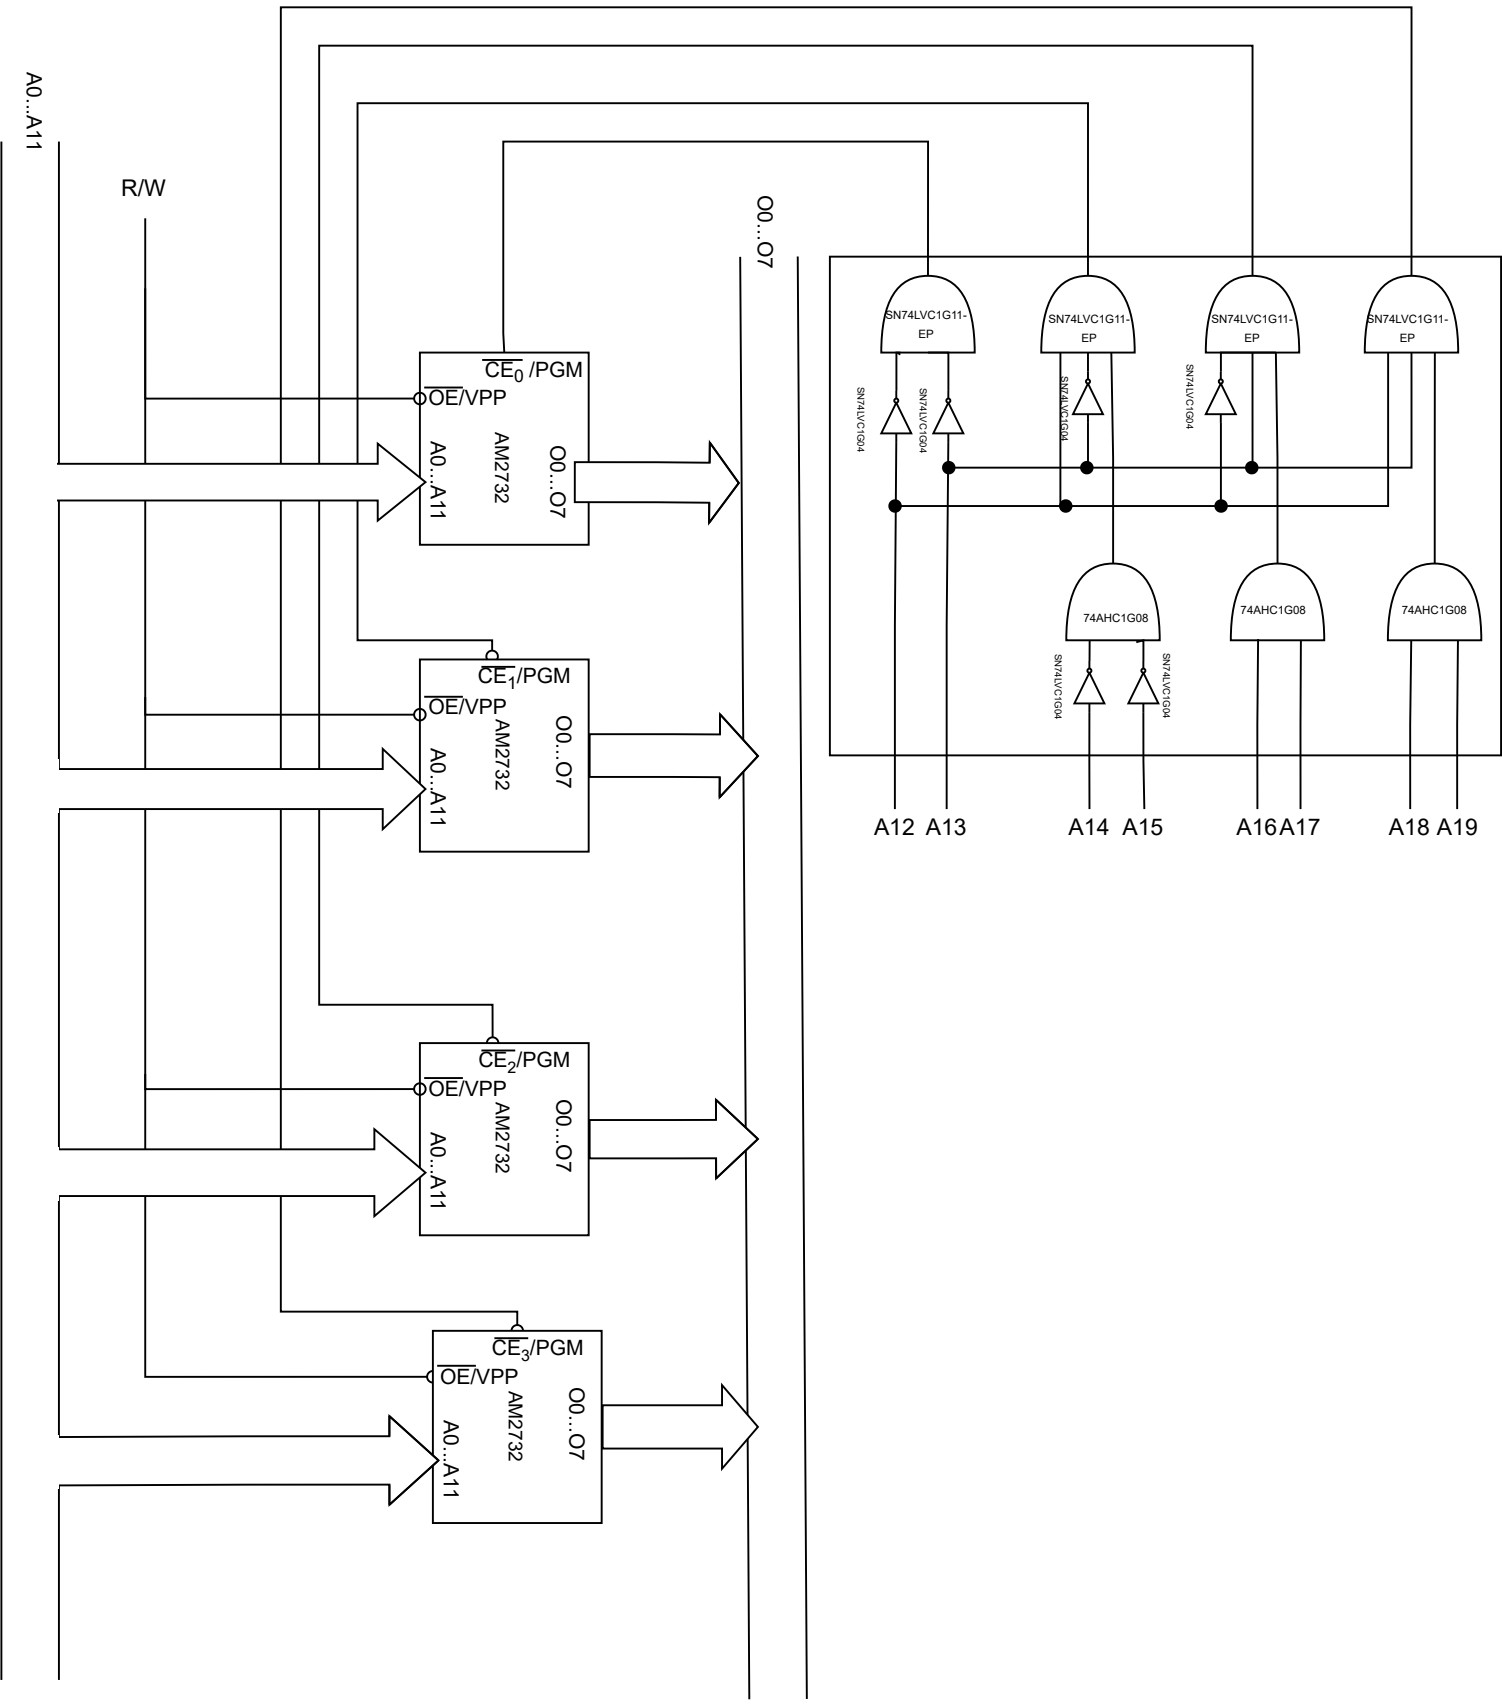 A0...A11
R/W
O0...O7
SN74LVC1G11-
EP
SN74LVC1G11-
EP
SN74LVC1G11-
EP
SN74LVC1G11-
EP
SN74LVC1G04
SN74LVC1G04
SN74LVC1G04
SN74LVC1G04
74AHC1G08
74AHC1G08
74AHC1G08
SN74LVC1G04
SN74LVC1G04
A12 A13 A14 A15 A16 A17 A18 A19
CE0 /PGM
OE/VPP
AM2732
A0...A11
O0...O7
CE1/PGM
OE/VPP
AM2732
A0...A11
O0...O7
CE2/PGM
OE/VPP
AM2732
A0...A11
O0...O7
CE3/PGM
OE/VPP
AM2732
A0...A11
O0...O7